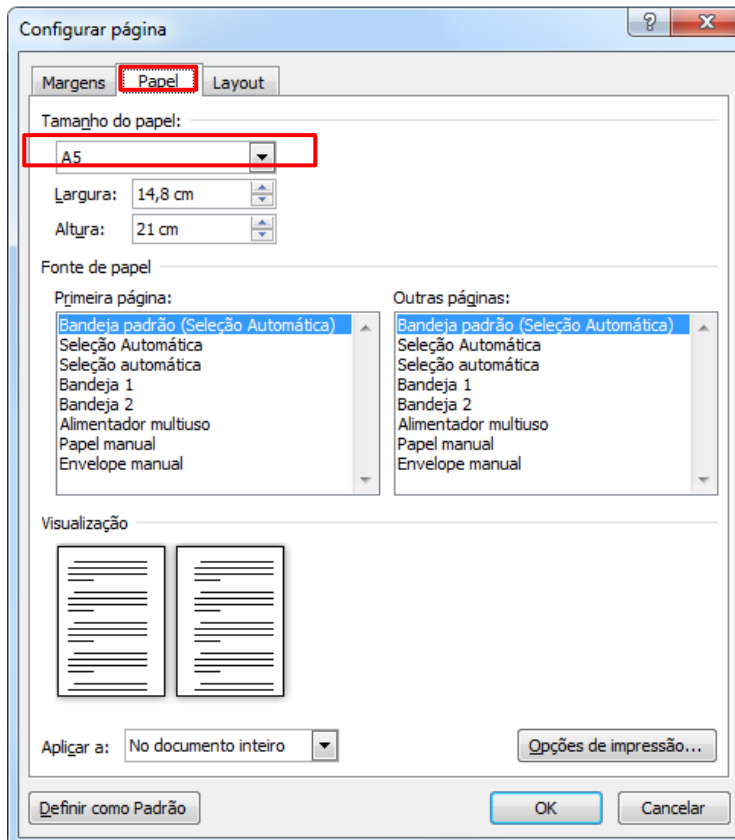 Configurar página
Margens Papel Layout
Tamanho do papel:
A5
Largura: 14,8 cm
Altura: 21 cm
Fonte de papel
Primeira página: Outras páginas:
Bandeja padrão (Seleção Automática) Bandeja padrão (Seleção Automática)
Seleção Automática Seleção Automática
Seleção automática Seleção automática
Bandeja 1 Bandeja 1
Bandeja 2 Bandeja 2
Alimentador multiuso Alimentador multiuso
Papel manual Papel manual
Envelope manual Envelope manual
Visualização
Aplicar a: No documento inteiro Opções de impressão...
Definir como Padrão OK Cancelar